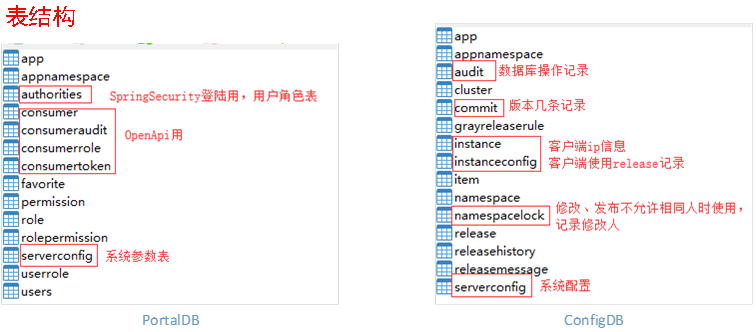 表结构
app
appnamespace
authorities
SpringSecurity登陆用，用户角色表
consumer
consumeraudit
OpenApi用
consumerrole
consumertoken
favorite
permission
role
rolepermission
serverconfig
系统参数表
userrole
users
PortalDB
app
appnamespace
audit
数据库操作记录
cluster
commit
版本几条记录
grayreleaserule
instance
客户端ip信息
instanceconfig
客户端使用release记录
item
namespace
namespacelock
修改、发布不允许相同人时使用，
记录修改人
release
releasehistory
releasemessage
serverconfig
系统配置
ConfigDB